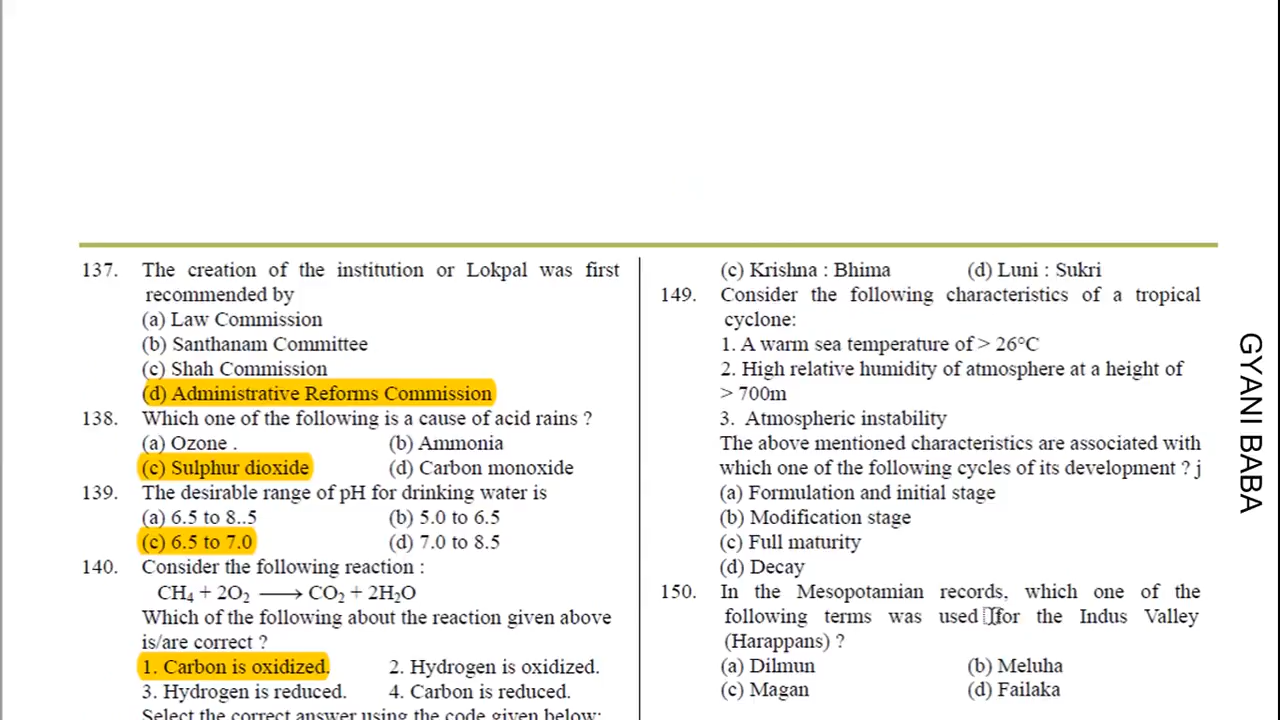 137. The creation of the institution or Lokpal was first
recommended by
(a) Law Commission
(b) Santhanam Committee
(c) Shah Commission
(d) Administrative Reforms Commission
138. Which one of the following is a cause of acid rains ?
(a) Ozone . (b) Ammonia
(c) Sulphur dioxide (d) Carbon monoxide
139. The desirable range of pH for drinking water is
(a) 6.5 to 8..5 (b) 5.0 to 6.5
(c) 6.5 to 7.0 (d) 7.0 to 8.5
140. Consider the following reaction :
CH₄ + 2O₂ ⟶ CO₂ + 2H₂O
Which of the following about the reaction given above
is/are correct ?
1. Carbon is oxidized. 2. Hydrogen is oxidized.
3. Hydrogen is reduced. 4. Carbon is reduced.
Select the correct answer using the code given below:
(c) Krishna : Bhima (d) Luni : Sukri
149. Consider the following characteristics of a tropical
cyclone:
1. A warm sea temperature of > 26°C
2. High relative humidity of atmosphere at a height of
> 700m
3. Atmospheric instability
The above mentioned characteristics are associated with
which one of the following cycles of its development ? j
(a) Formulation and initial stage
(b) Modification stage
(c) Full maturity
(d) Decay
150. In the Mesopotamian records, which one of the
following terms was used for the Indus Valley
(Harappans) ?
(a) Dilmun (b) Meluha
(c) Magan (d) Failaka
GYANI BABA